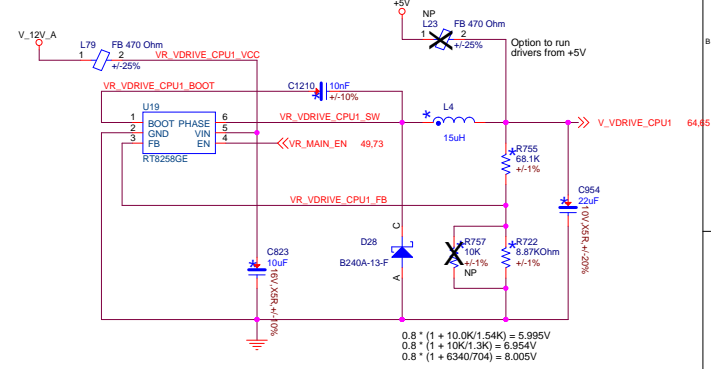 +5V
NP
L23 FB 470 Ohm
1 2
+/-25%
Option to run
drivers from +5V
B
V_12V_A
L79 FB 470 Ohm
1 2 VR_VDRIVE_CPU1_VCC
+/-25%
VR_VDRIVE_CPU1_BOOT
C1210 10nF
+/-10%
U19
1 BOOT PHASE 6
2 GND VIN 5
3 FB EN 4
RT8258GE
VR_VDRIVE_CPU1_SW
L4
15uH
V_VDRIVE_CPU1 64,65
VR_MAIN_EN 49,73
R755
68.1K
+/-1%
VR_VDRIVE_CPU1_FB
C954
22uF
10V,X5R,+/-20%
C
D28
B240A-13-F
A
R757
10K
+/-1%
NP
R722
8.87KOhm
+/-1%
C823
10uF
16V,X5R,+/-10%
0.8 * (1 + 10.0K/1.54K) = 5.995V
0.8 * (1 + 10K/1.3K) = 6.954V
0.8 * (1 + 6340/704) = 8.005V